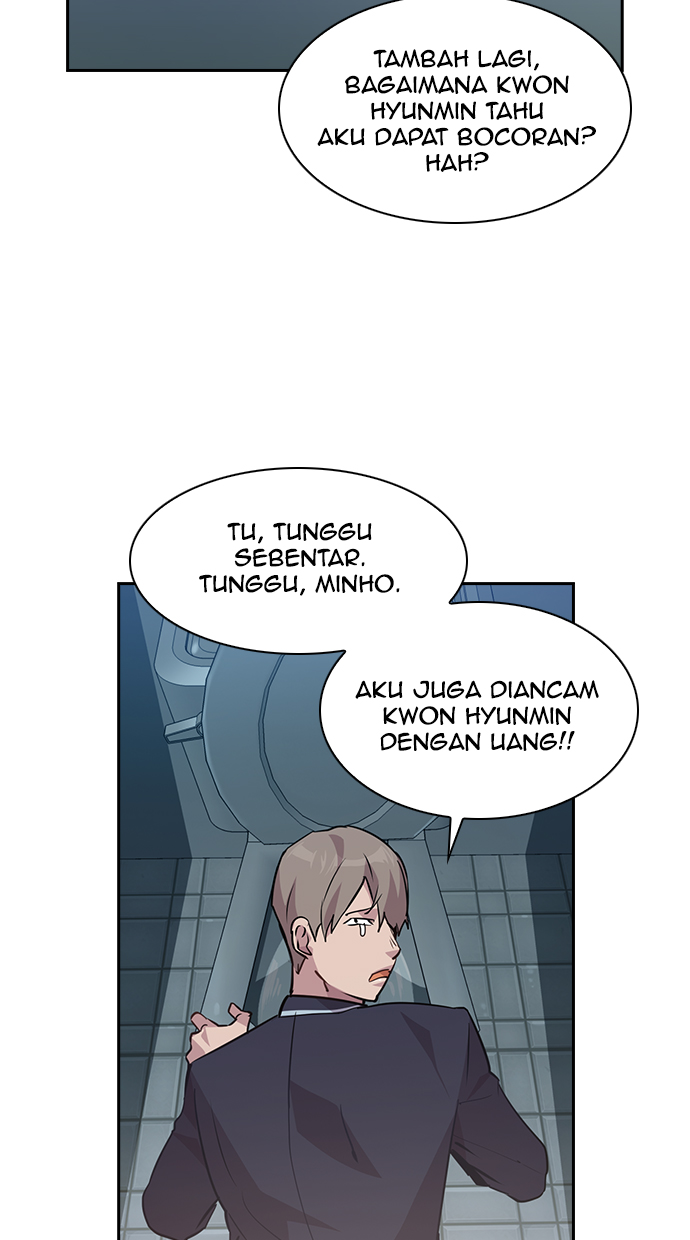 TAMBAH LAGI,
BAGAIMANA KWON
HYUNMIN TAHU
AKU DAPAT BOCORAN?
HAH?
TU, TUNGGU
SEBENTAR.
TUNGGU, MINHO.
AKU JUGA DIANCAM
KWON HYUNMIN
DENGAN UANG!!